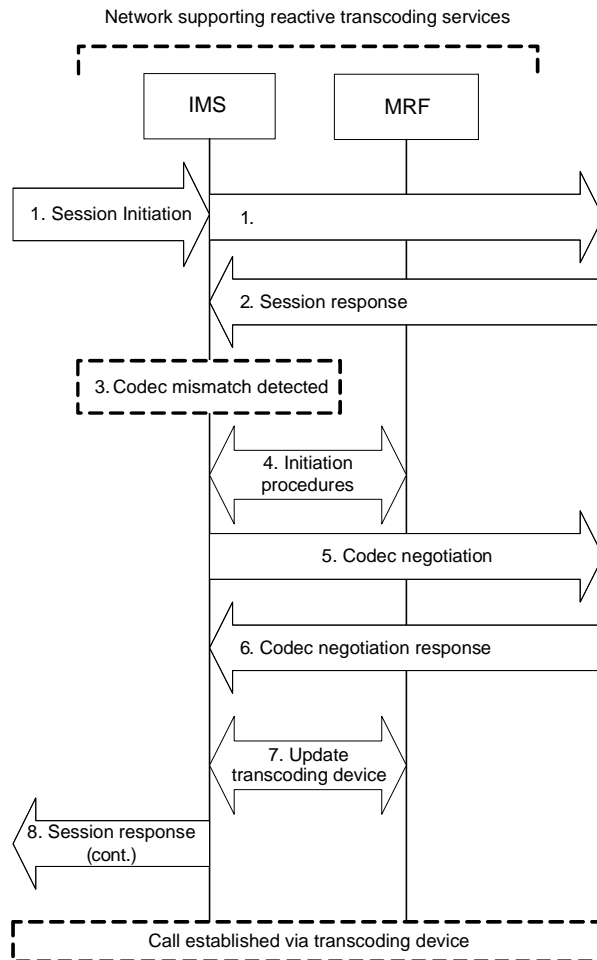 Network supporting reactive transcoding services
IMS
MRF
1. Session Initiation
1.
2. Session response
3. Codec mismatch detected
4. Initiation
procedures
5. Codec negotiation
6. Codec negotiation response
7. Update
transcoding device
8. Session response
(cont.)
Call established via transcoding device